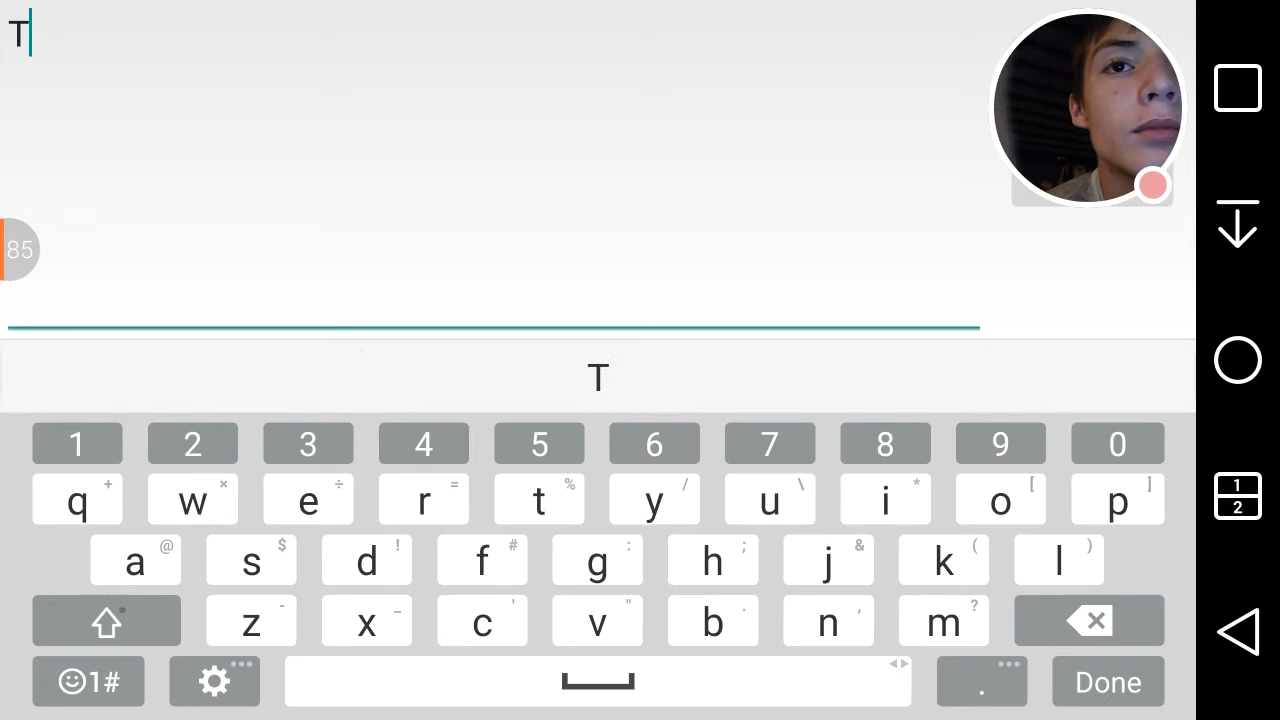 T
85
T
1 2 3 4 5 6 7 8 9 0
+ × ÷ = % / \ * [ ]
q w e r t y u i o p
@ $ ! # : ; & ( )
a s d f g h j k l
- _ ' " . , ?
z x c v b n m
1# . Done
1
2